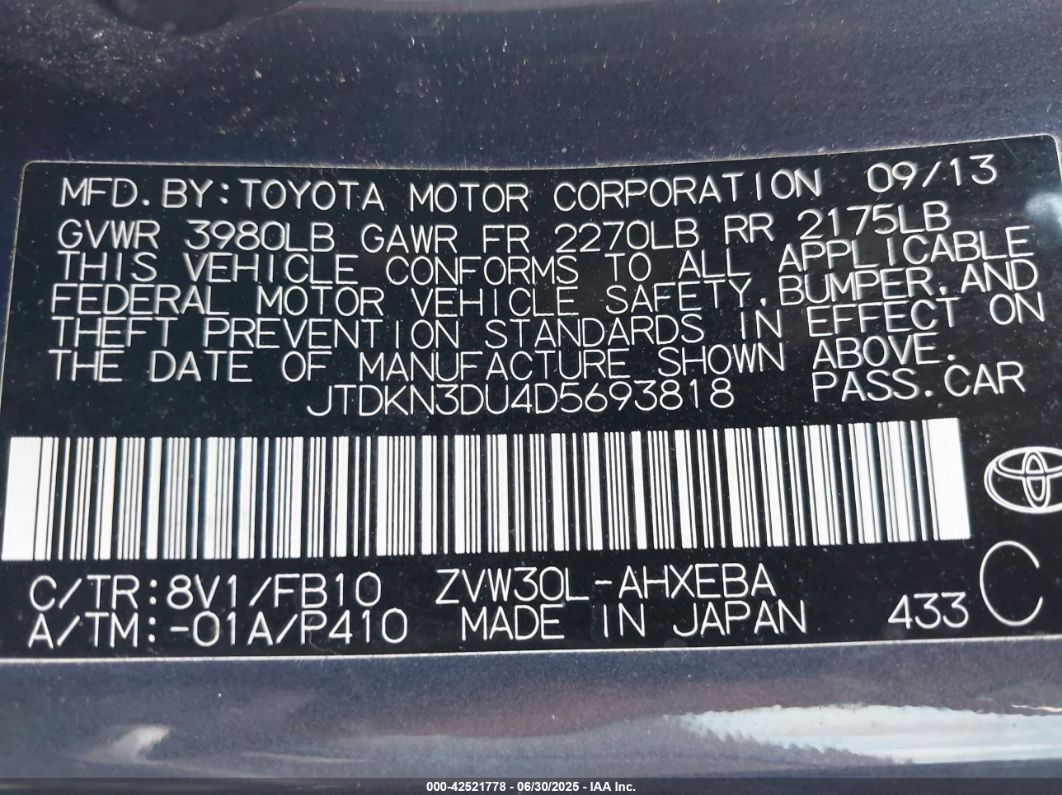 MFD. BY: TOYOTA MOTOR CORPORATION 09/13
GVWR 3980LB GAWR FR 2270LB RR 2175LB
THIS VEHICLE CONFORMS TO ALL APPLICABLE
FEDERAL MOTOR VEHICLE SAFETY, BUMPER, AND
THEFT PREVENTION STANDARDS IN EFFECT ON
THE DATE OF MANUFACTURE SHOWN ABOVE.
JTDKN3DU4D5693818 PASS. CAR
C/TR: 8V1/FB10 ZVW30L-AHXEBA
A/TM: -01A/P410 MADE IN JAPAN 433 C
000-42521778 - 06/30/2025 - IAA Inc.